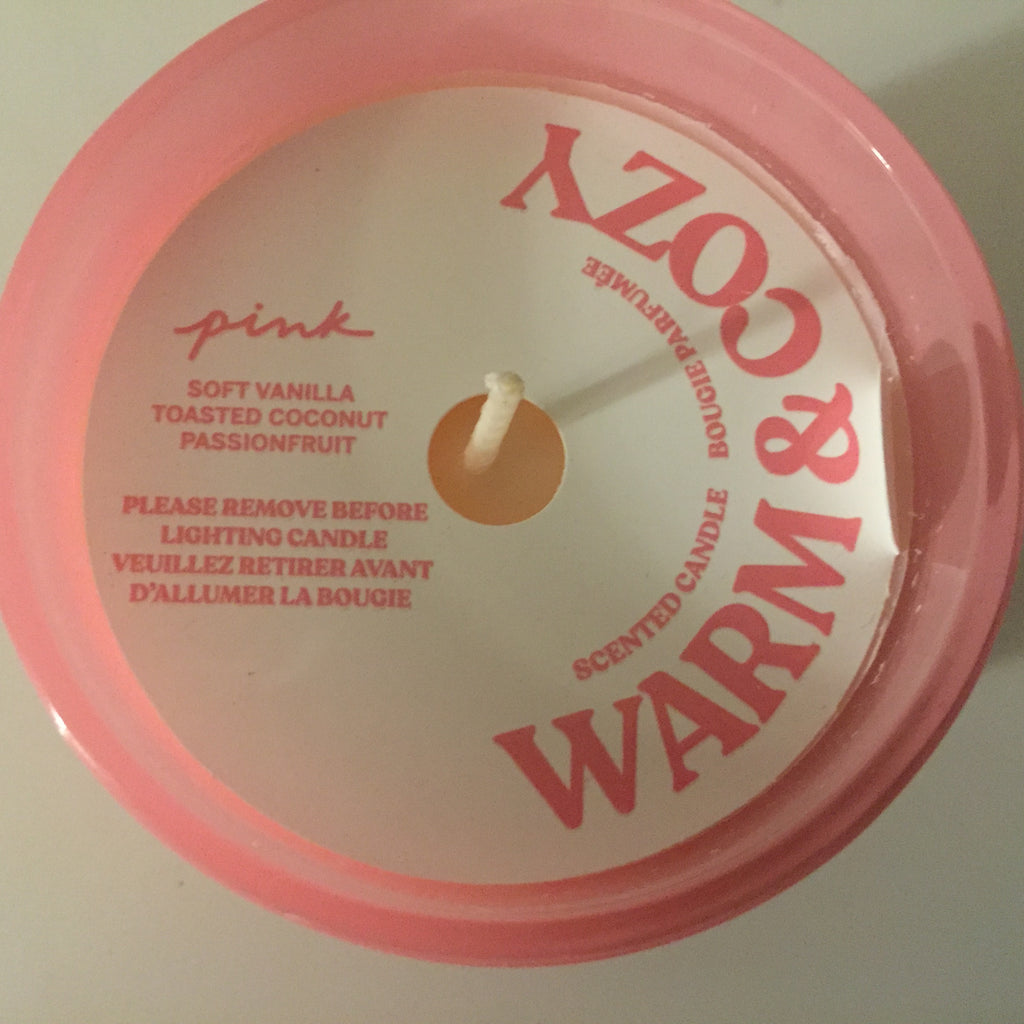 pink
SOFT VANILLA
TOASTED COCONUT
PASSIONFRUIT
PLEASE REMOVE BEFORE
LIGHTING CANDLE
VEUILLEZ RETIRER AVANT
D'ALLUMER LA BOUGIE
WARM & COZY
SCENTED CANDLE BOUGIE PARFUMÉE